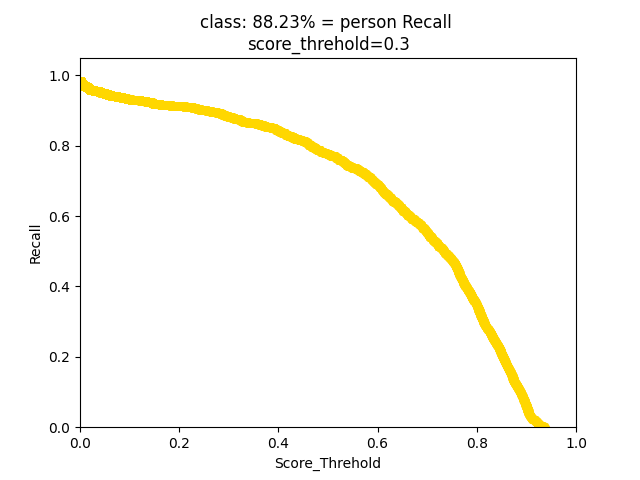 class: 88.23% = person Recall
score_threhold=0.3
1.0
0.8
0.6
0.4
0.2
0.0
Recall
0.0 0.2 0.4 0.6 0.8 1.0
Score_Threhold